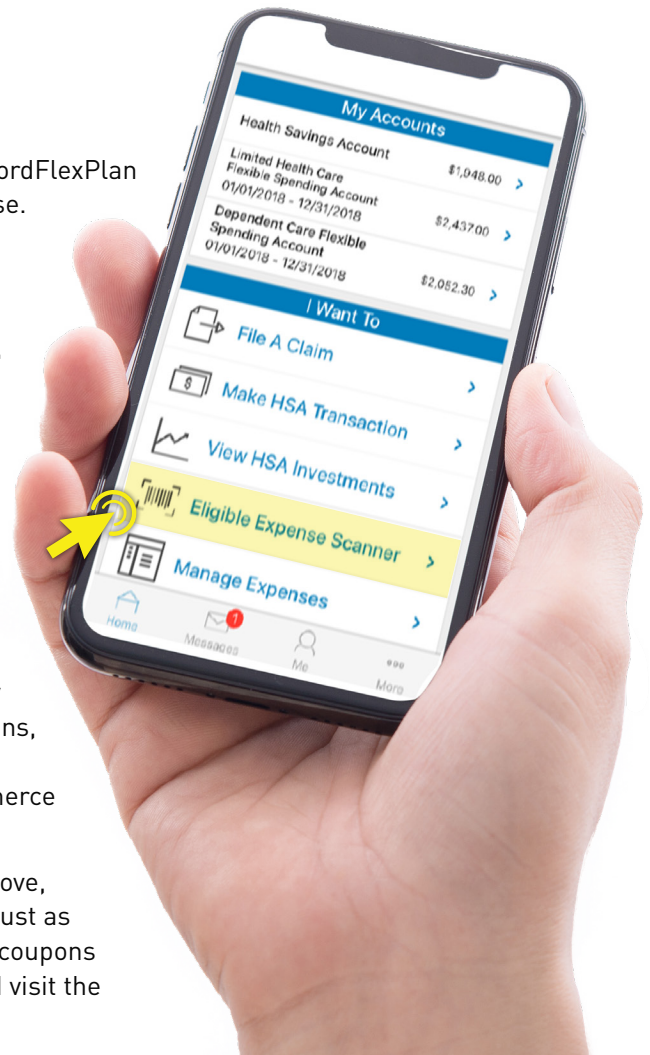 ordFlexPlan
se.
ns,
merce
ove,
ust as
coupons
visit the
My Accounts
Health Savings Account $1,948.00
Limited Health Care
Flexible Spending Account
01/01/2018 - 12/31/2018 $2,437.00
Dependent Care Flexible
Spending Account
01/01/2018 - 12/31/2018 $2,052.30
I Want To
File A Claim
Make HSA Transaction
View HSA Investments
Eligible Expense Scanner
Manage Expenses
Home
Messages 1
Me
More